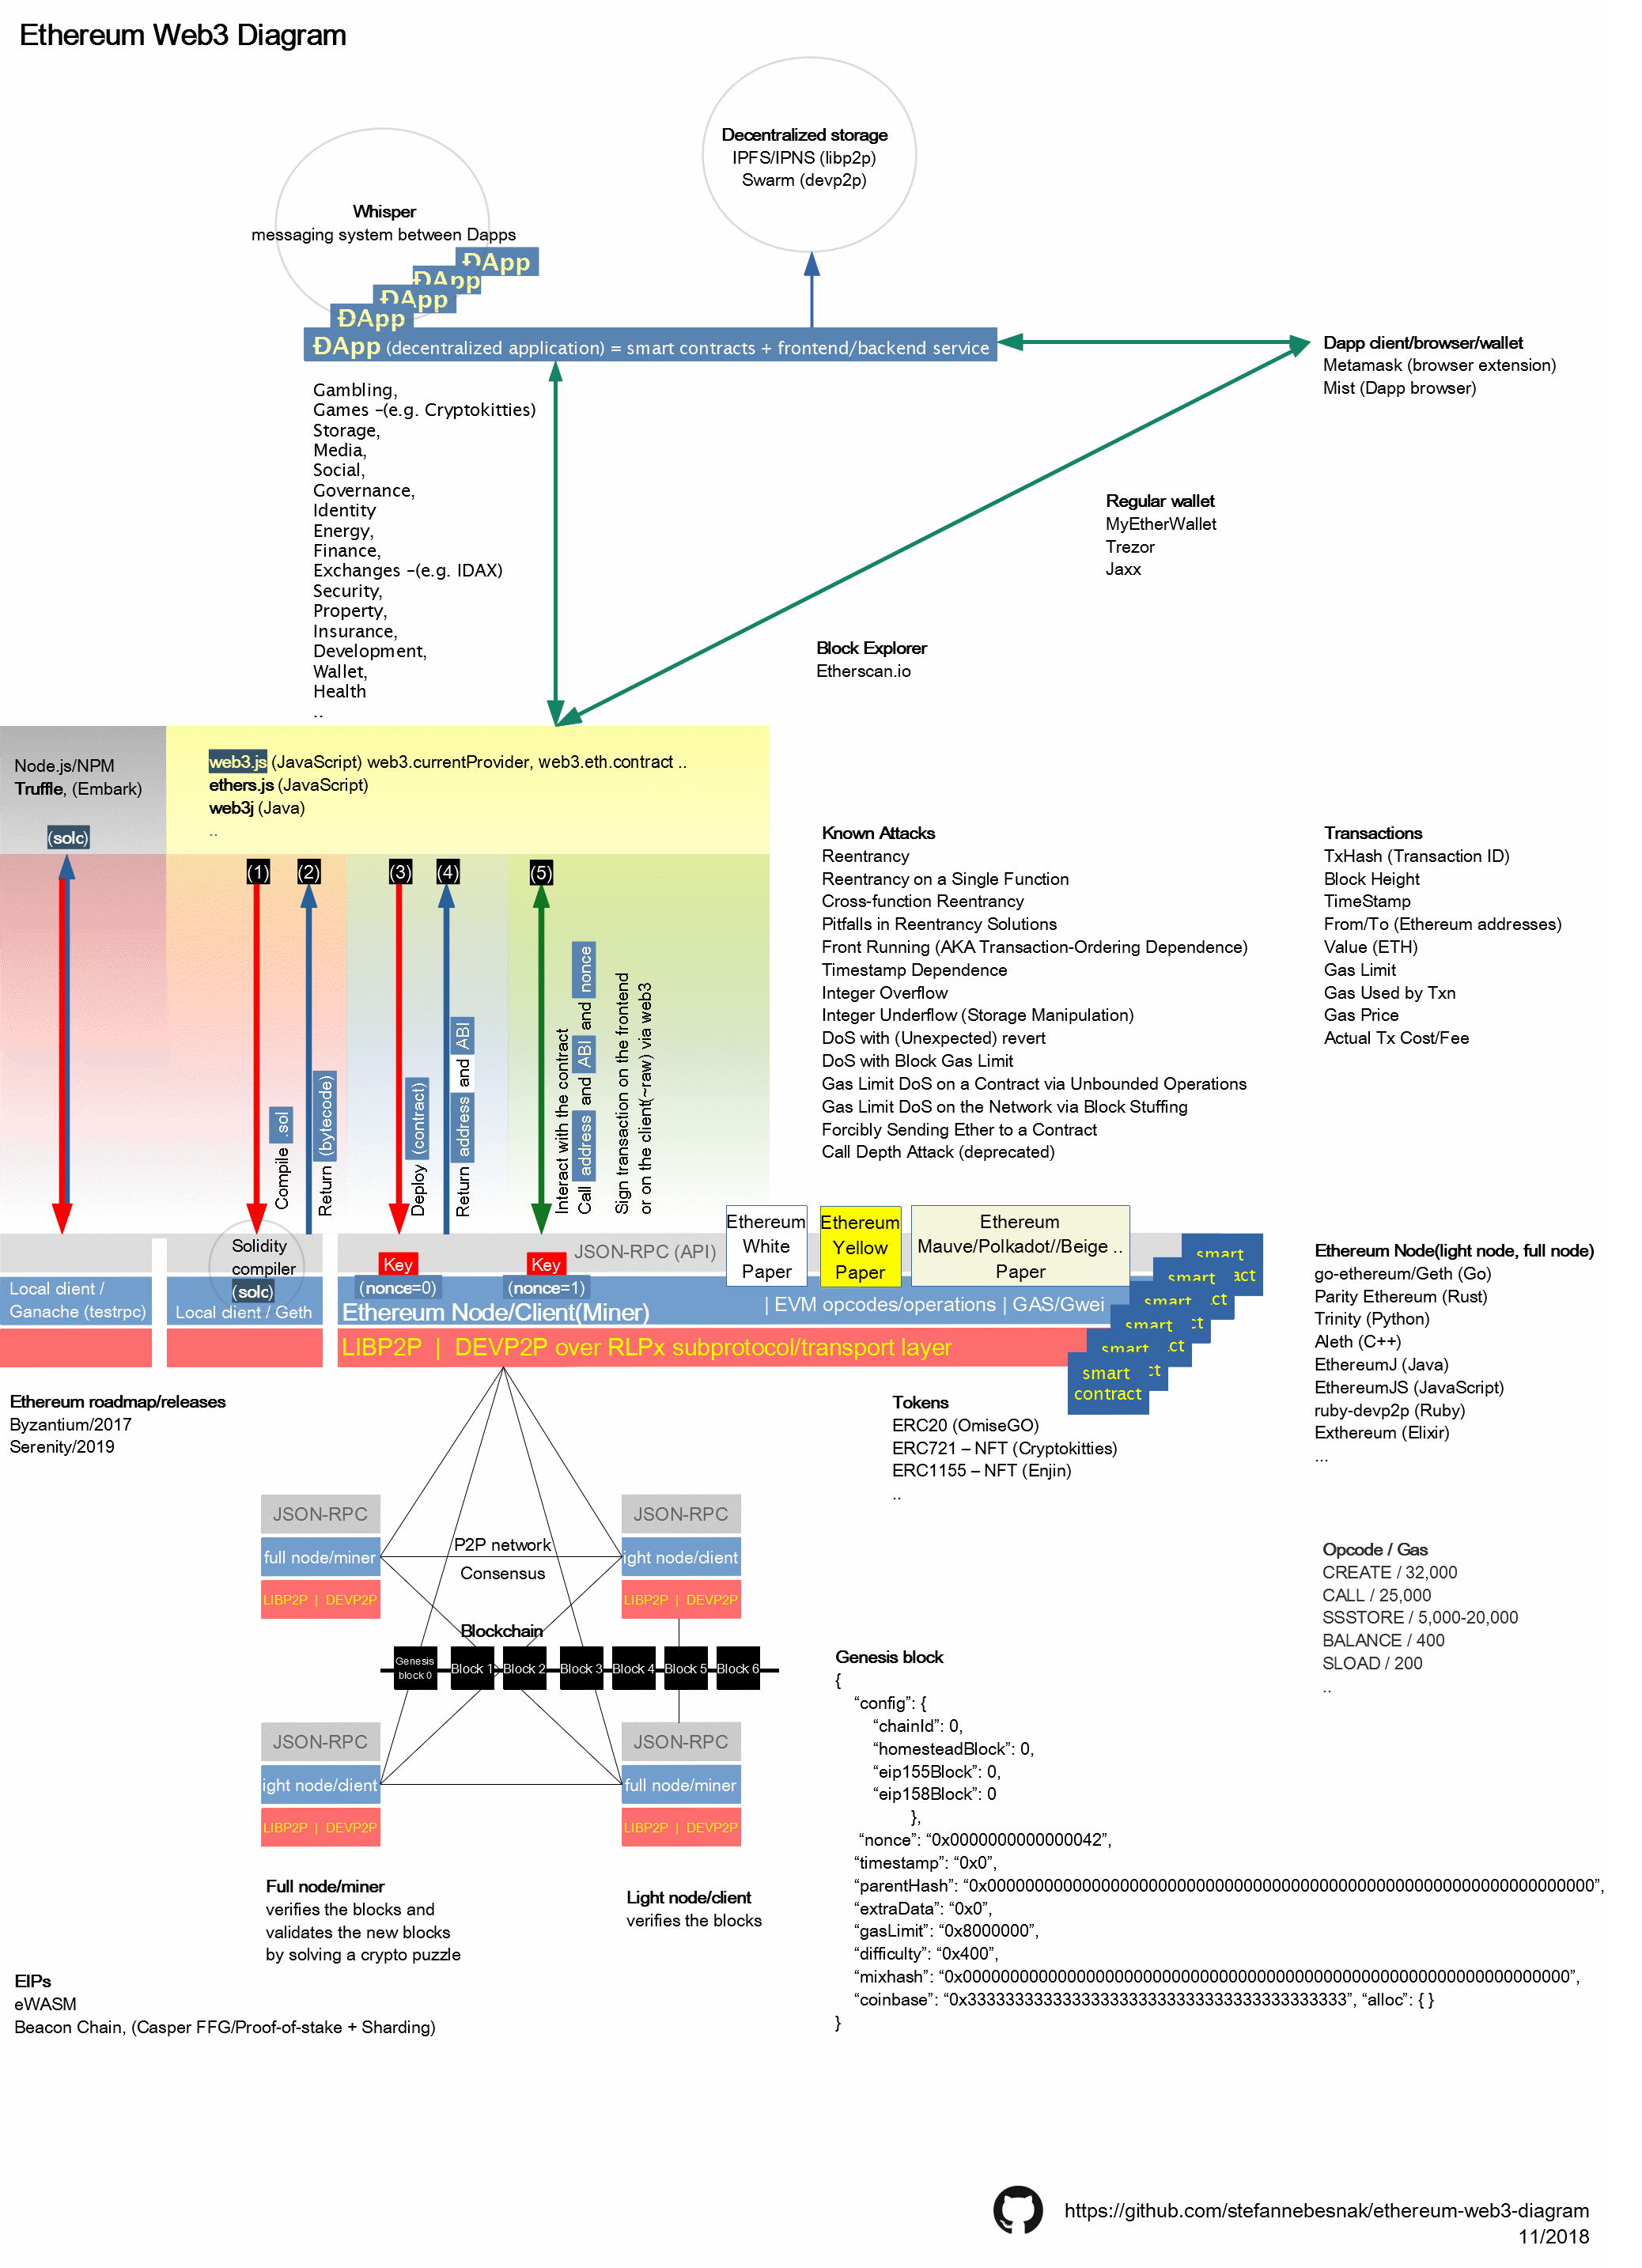 Ethereum Web3 Diagram
Decentralized storage
IPFS/IPNS (libp2p)
Swarm (devp2p)
Whisper
messaging system between Dapps
ĐApp
ĐApp
ĐApp
ĐApp
ĐApp (decentralized application) = smart contracts + frontend/backend service
Dapp client/browser/wallet
Metamask (browser extension)
Mist (Dapp browser)
Gambling,
Games –(e.g. Cryptokitties)
Storage,
Media,
Social,
Governance,
Identity
Energy,
Finance,
Exchanges –(e.g. IDAX)
Security,
Property,
Insurance,
Development,
Wallet,
Health
..
Regular wallet
MyEtherWallet
Trezor
Jaxx
Block Explorer
Etherscan.io
Node.js/NPM
Truffle, (Embark)
(solc)
web3.js (JavaScript) web3.currentProvider, web3.eth.contract ..
ethers.js (JavaScript)
web3j (Java)
..
(1)
(2)
(3)
(4)
(5)
Compile .sol
Return (bytecode)
Deploy (contract)
Return address and ABI
Interact with the contract
Call address and ABI and nonce
Sign transaction on the frontend
or on the client(~raw) via web3
Known Attacks
Reentrancy
Reentrancy on a Single Function
Cross-function Reentrancy
Pitfalls in Reentrancy Solutions
Front Running (AKA Transaction-Ordering Dependence)
Timestamp Dependence
Integer Overflow
Integer Underflow (Storage Manipulation)
DoS with (Unexpected) revert
DoS with Block Gas Limit
Gas Limit DoS on a Contract via Unbounded Operations
Gas Limit DoS on the Network via Block Stuffing
Forcibly Sending Ether to a Contract
Call Depth Attack (deprecated)
Transactions
TxHash (Transaction ID)
Block Height
TimeStamp
From/To (Ethereum addresses)
Value (ETH)
Gas Limit
Gas Used by Txn
Gas Price
Actual Tx Cost/Fee
Local client /
Ganache (testrpc)
Solidity
compiler
(solc)
Local client / Geth
JSON-RPC (API)
Key
(nonce=0)
Key
(nonce=1)
Ethereum Node/Client(Miner)
| EVM opcodes/operations | GAS/Gwei
LIBP2P | DEVP2P over RLPx subprotocol/transport layer
Ethereum
White
Paper
Ethereum
Yellow
Paper
Ethereum
Mauve/Polkadot//Beige ..
Paper
smart
act
smart
ct
smart
ct
smart
ct
smart
ct
smart
contract
Ethereum Node(light node, full node)
go-ethereum/Geth (Go)
Parity Ethereum (Rust)
Trinity (Python)
Aleth (C++)
EthereumJ (Java)
EthereumJS (JavaScript)
ruby-devp2p (Ruby)
Exthereum (Elixir)
...
Ethereum roadmap/releases
Byzantium/2017
Serenity/2019
Tokens
ERC20 (OmiseGO)
ERC721 – NFT (Cryptokitties)
ERC1155 – NFT (Enjin)
..
JSON-RPC
full node/miner
LIBP2P | DEVP2P
P2P network
Consensus
JSON-RPC
ight node/client
LIBP2P | DEVP2P
Blockchain
Genesis
block 0
Block 1
Block 2
Block 3
Block 4
Block 5
Block 6
JSON-RPC
ight node/client
LIBP2P | DEVP2P
JSON-RPC
full node/miner
LIBP2P | DEVP2P
Opcode / Gas
CREATE / 32,000
CALL / 25,000
SSSTORE / 5,000-20,000
BALANCE / 400
SLOAD / 200
..
Full node/miner
verifies the blocks and
validates the new blocks
by solving a crypto puzzle
Light node/client
verifies the blocks
Genesis block
{
“config”: {
“chainId”: 0,
“homesteadBlock”: 0,
“eip155Block”: 0,
“eip158Block”: 0
},
“nonce”: “0x0000000000000042”,
“timestamp”: “0x0”,
“parentHash”: “0x0000000000000000000000000000000000000000000000000000000000000000”,
“extraData”: “0x0”,
“gasLimit”: “0x8000000”,
“difficulty”: “0x400”,
“mixhash”: “0x0000000000000000000000000000000000000000000000000000000000000000”,
“coinbase”: “0x3333333333333333333333333333333333333333”, “alloc”: { }
}
EIPs
eWASM
Beacon Chain, (Casper FFG/Proof-of-stake + Sharding)
https://github.com/stefannebesnak/ethereum-web3-diagram
11/2018